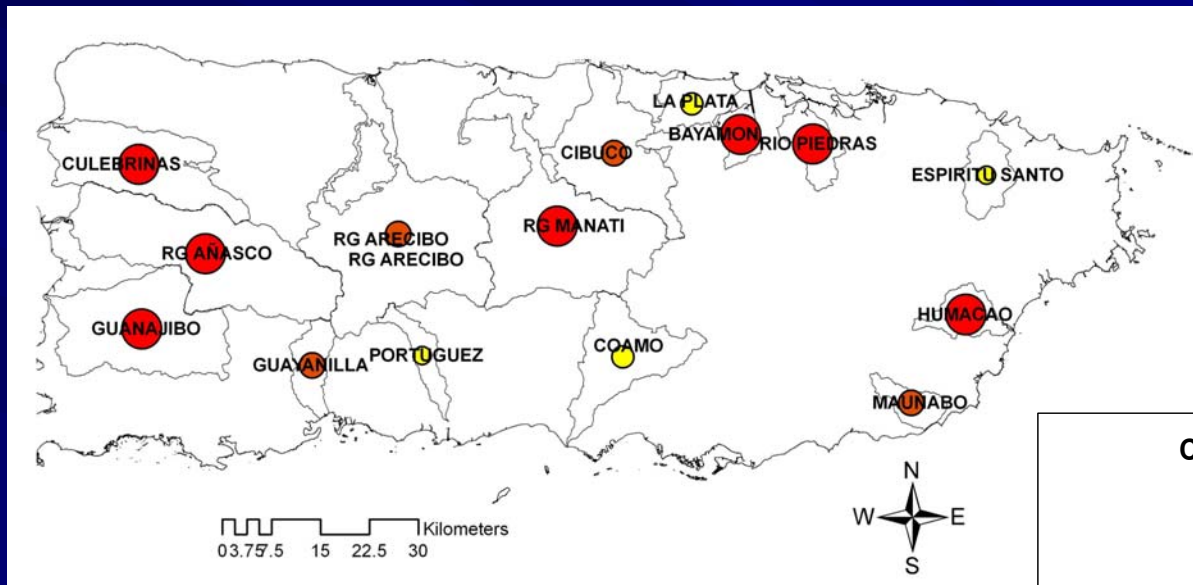 LA PLATA
BAYAMON
RIO PIEDRAS
CIBUCO
CULEBRINAS
ESPIRITU SANTO
RG MANATI
RG ARECIBO
RG ARECIBO
RG AÑASCO
HUMACAO
GUANAJIBO
COAMO
PORTUGUEZ
GUAYANILLA
MAUNABO
C
N
W E
S
Kilometers
0 3.75 7.5 15 22.5 30